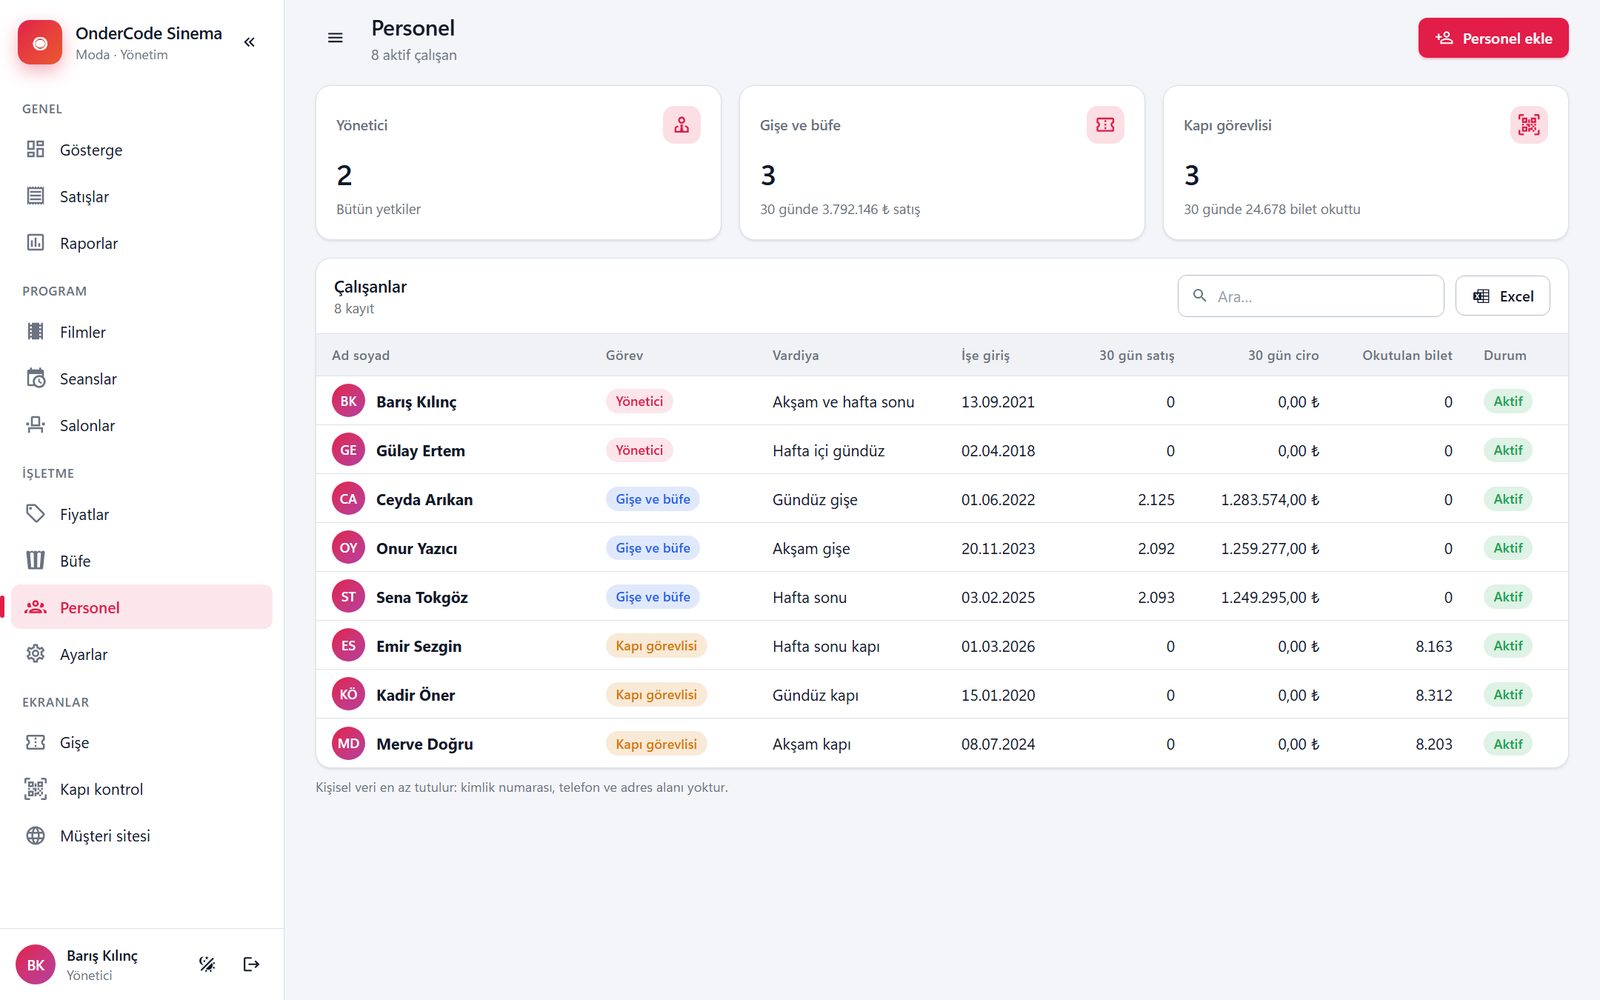 OnderCode Sinema
Moda · Yönetim
GENEL
Gösterge
Satışlar
Raporlar
PROGRAM
Filmler
Seanslar
Salonlar
İŞLETME
Fiyatlar
Büfe
Personel
Ayarlar
EKRANLAR
Gişe
Kapı kontrol
Müşteri sitesi
BK
Barış Kılınç
Yönetici
Personel
8 aktif çalışan
Personel ekle
Yönetici
2
Bütün yetkiler
Gişe ve büfe
3
30 günde 3.792.146 ₺ satış
Kapı görevlisi
3
30 günde 24.678 bilet okuttu
Çalışanlar
8 kayıt
Ara...
Excel
Ad soyad Görev Vardiya İşe giriş 30 gün satış 30 gün ciro Okutulan bilet Durum
BK Barış Kılınç Yönetici Akşam ve hafta sonu 13.09.2021 0 0,00 ₺ 0 Aktif
GE Gülay Ertem Yönetici Hafta içi gündüz 02.04.2018 0 0,00 ₺ 0 Aktif
CA Ceyda Arıkan Gişe ve büfe Gündüz gişe 01.06.2022 2.125 1.283.574,00 ₺ 0 Aktif
OY Onur Yazıcı Gişe ve büfe Akşam gişe 20.11.2023 2.092 1.259.277,00 ₺ 0 Aktif
ST Sena Tokgöz Gişe ve büfe Hafta sonu 03.02.2025 2.093 1.249.295,00 ₺ 0 Aktif
ES Emir Sezgin Kapı görevlisi Hafta sonu kapı 01.03.2026 0 0,00 ₺ 8.163 Aktif
KÖ Kadir Öner Kapı görevlisi Gündüz kapı 15.01.2020 0 0,00 ₺ 8.312 Aktif
MD Merve Doğru Kapı görevlisi Akşam kapı 08.07.2024 0 0,00 ₺ 8.203 Aktif
Kişisel veri en az tutulur: kimlik numarası, telefon ve adres alanı yoktur.